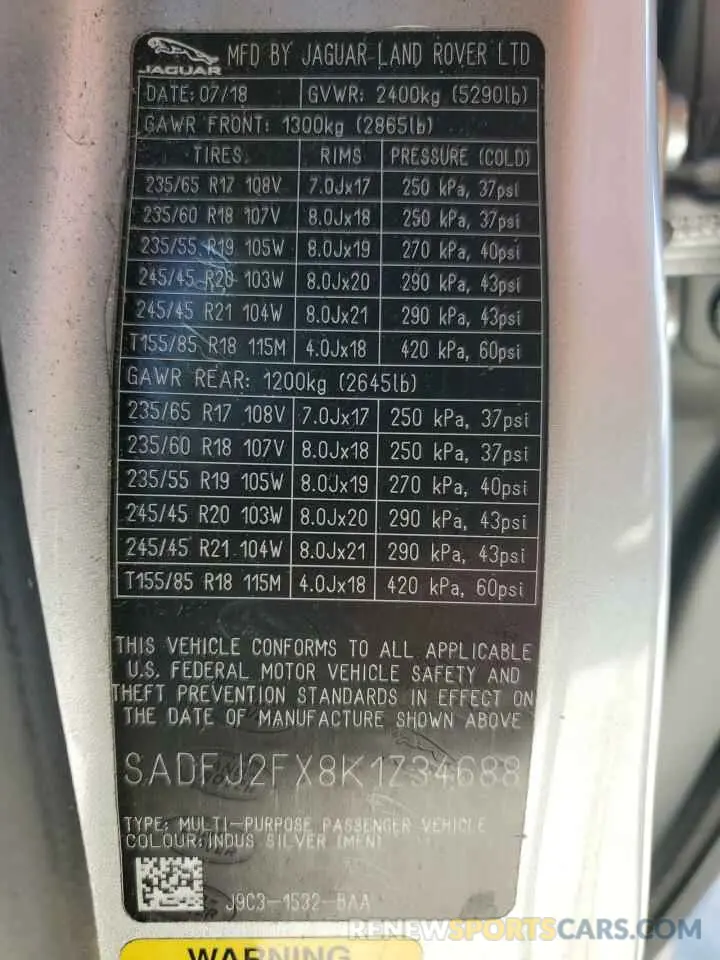 JAGUAR MFD BY JAGUAR LAND ROVER LTD
DATE: 07/18 GVWR: 2400kg (5290lb)
GAWR FRONT: 1300kg (2865lb)
TIRES RIMS PRESSURE (COLD)
235/65 R17 108V 7.0Jx17 250 kPa, 37psi
235/60 R18 107V 8.0Jx18 250 kPa, 37psi
235/55 R19 105W 8.0Jx19 270 kPa, 40psi
245/45 R20 103W 8.0Jx20 290 kPa, 43psi
245/45 R21 104W 8.0Jx21 290 kPa, 43psi
T155/85 R18 115M 4.0Jx18 420 kPa, 60psi
GAWR REAR: 1200kg (2645lb)
235/65 R17 108V 7.0Jx17 250 kPa, 37psi
235/60 R18 107V 8.0Jx18 250 kPa, 37psi
235/55 R19 105W 8.0Jx19 270 kPa, 40psi
245/45 R20 103W 8.0Jx20 290 kPa, 43psi
245/45 R21 104W 8.0Jx21 290 kPa, 43psi
T155/85 R18 115M 4.0Jx18 420 kPa, 60psi
THIS VEHICLE CONFORMS TO ALL APPLICABLE
U.S. FEDERAL MOTOR VEHICLE SAFETY AND
THEFT PREVENTION STANDARDS IN EFFECT ON
THE DATE OF MANUFACTURE SHOWN ABOVE
SADFJ2FX8K1Z34688
TYPE: MULTI-PURPOSE PASSENGER VEHICLE
COLOUR: INDUS SILVER (MEN)
J9C3-1532-BAA
RENEWSPORTSCARS.COM
WARNING